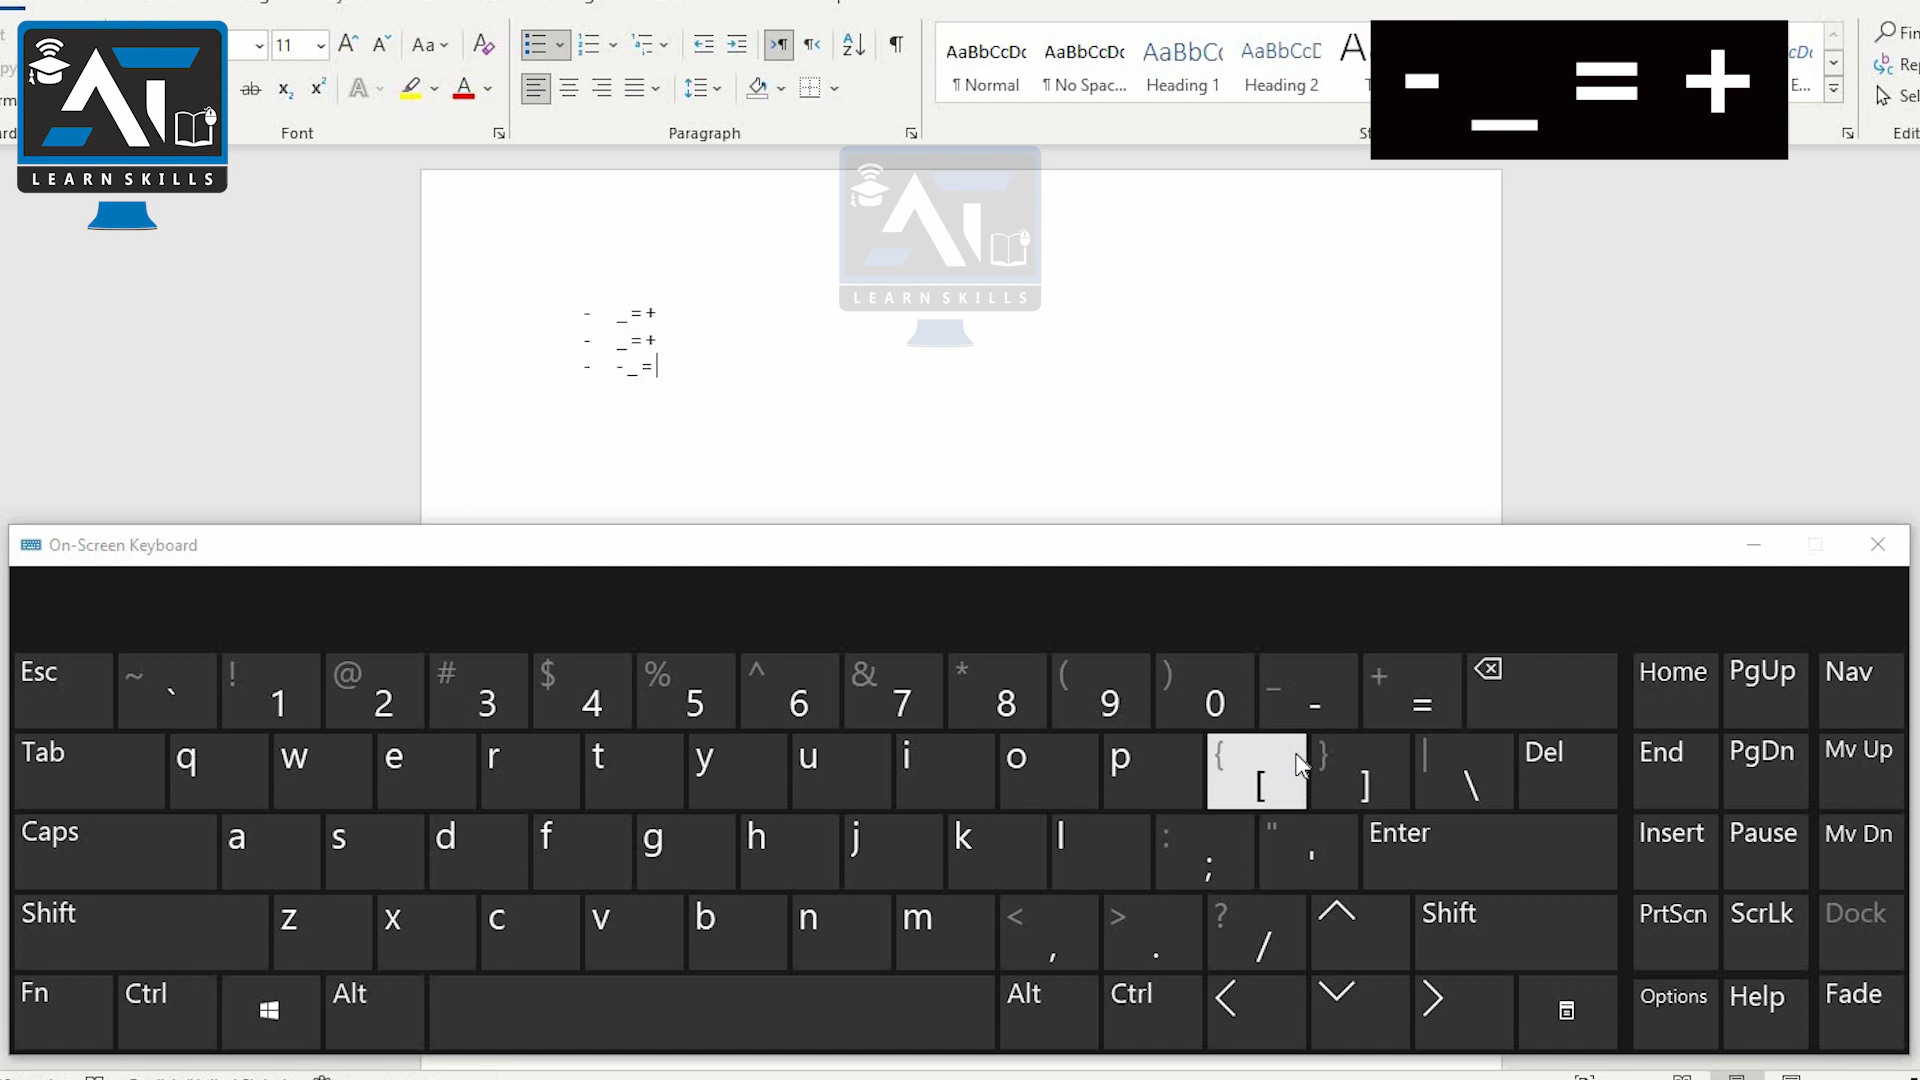 11
Aa
ab x₂ x² A A
Font
Paragraph
AaBbCcDc AaBbCcDc AaBbCc AaBbCcD
¶ Normal ¶ No Spac... Heading 1 Heading 2
- _ = +
LEARN SKILLS
LEARN SKILLS
- _ = +
- _ = +
- - _ =
On-Screen Keyboard
Esc ~ ` ! 1 @ 2 # 3 $ 4 % 5 ^ 6 & 7 * 8 ( 9 ) 0 _ - + = Home PgUp Nav
Tab q w e r t y u i o p { [ } ] | \ Del End PgDn Mv Up
Caps a s d f g h j k l : ; " ' Enter Insert Pause Mv Dn
Shift z x c v b n m < , > . ? / Shift PrtScn ScrLk Dock
Fn Ctrl Alt Alt Ctrl Options Help Fade